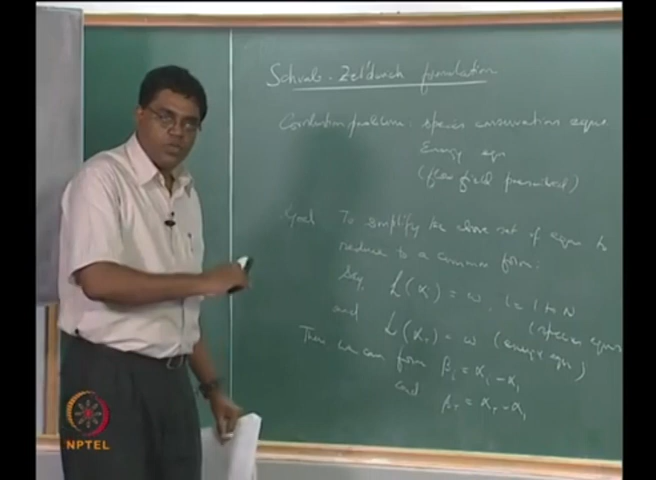 Schvab-Zel'dovich formulation
Combustion problems: species conservation eqns
Energy eqn
(flow field prescribed)
Goal To simplify the above set of eqns to
reduce to a common form:
Say, L(αi) = ω, i = 1 to N
(species eqns
and L(αT) = ω (energy eqn)
Then we can form βi = αi - α1
and βT = αT - α1
NPTEL